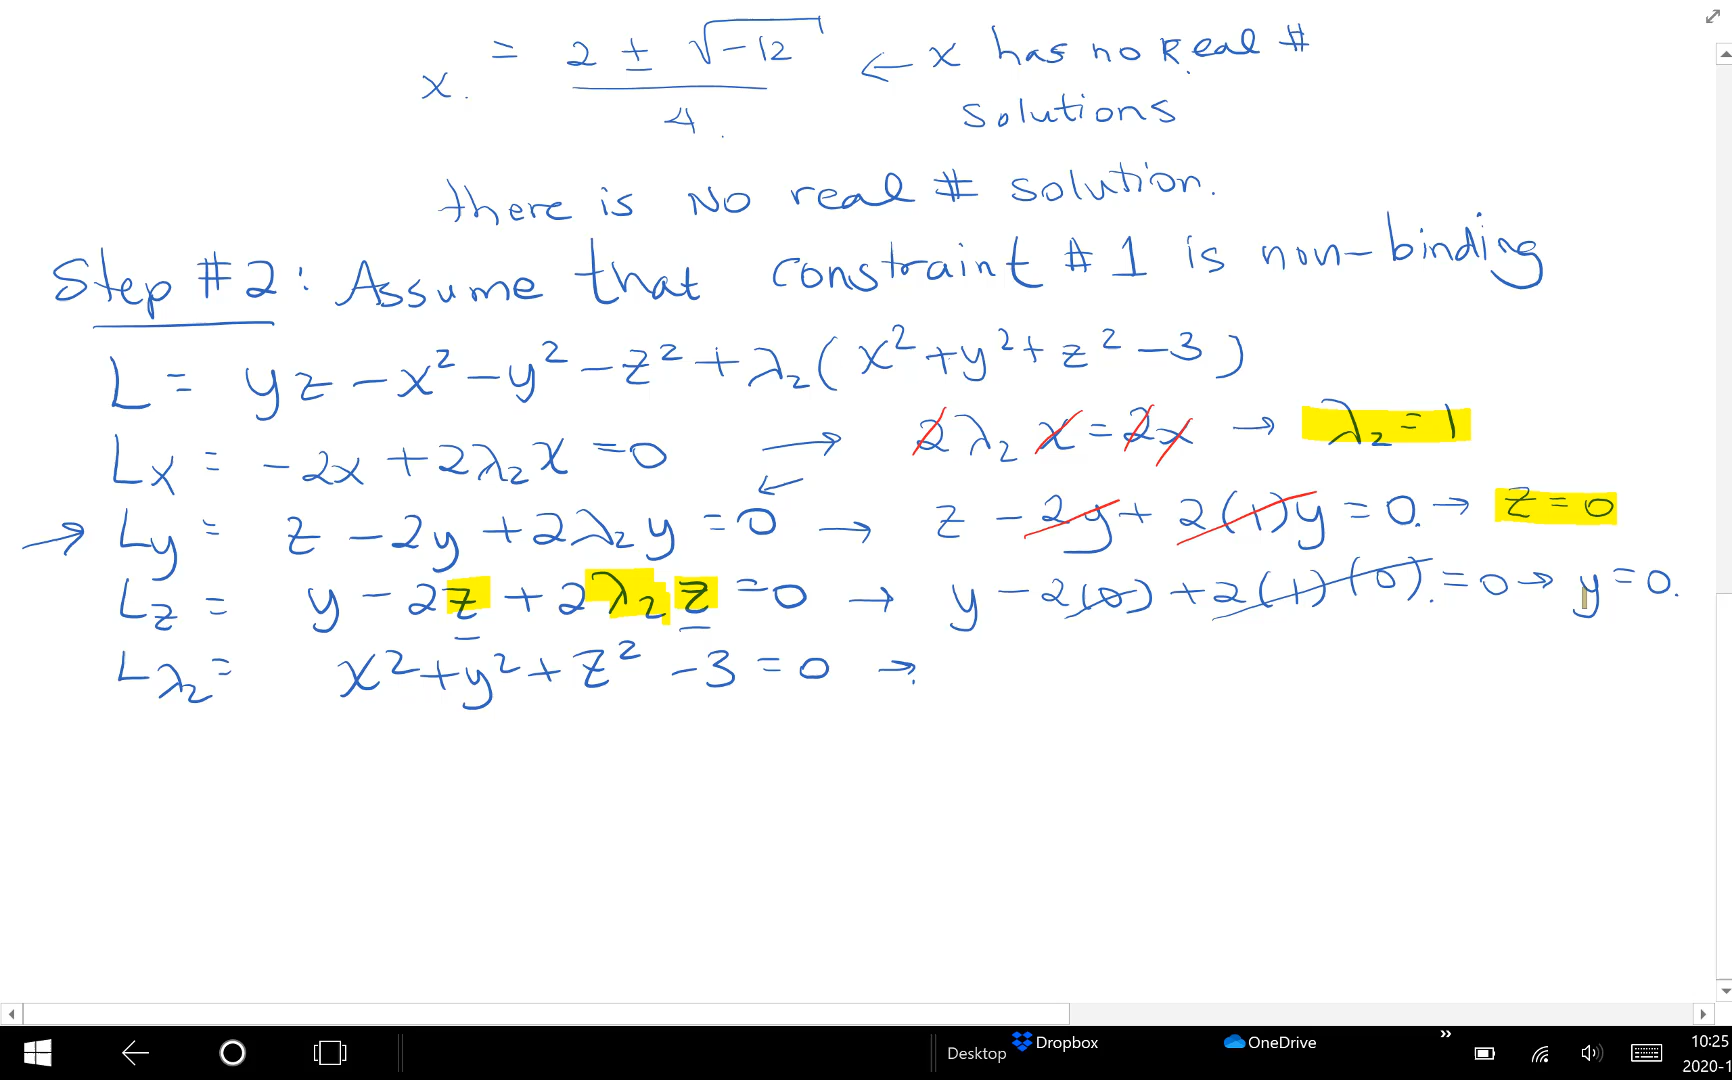 x = 2 ± √-12 / 4 ← x has no real # solutions
there is No real # solution.
Step #2: Assume that constraint #1 is non-binding
L = yz - x² - y² - z² + λ₂(x² + y² + z² - 3)
Lx = -2x + 2λ₂x = 0 → 2λ₂x = 2x → λ₂ = 1
→ Ly = z - 2y + 2λ₂y = 0 → z - 2y + 2(1)y = 0. → z = 0
Lz = y - 2z + 2λ₂z = 0 → y - 2(0) + 2(1)(0). = 0 → y = 0.
Lλ₂ = x² + y² + z² - 3 = 0 →
Desktop Dropbox OneDrive » 10:25
2020-1